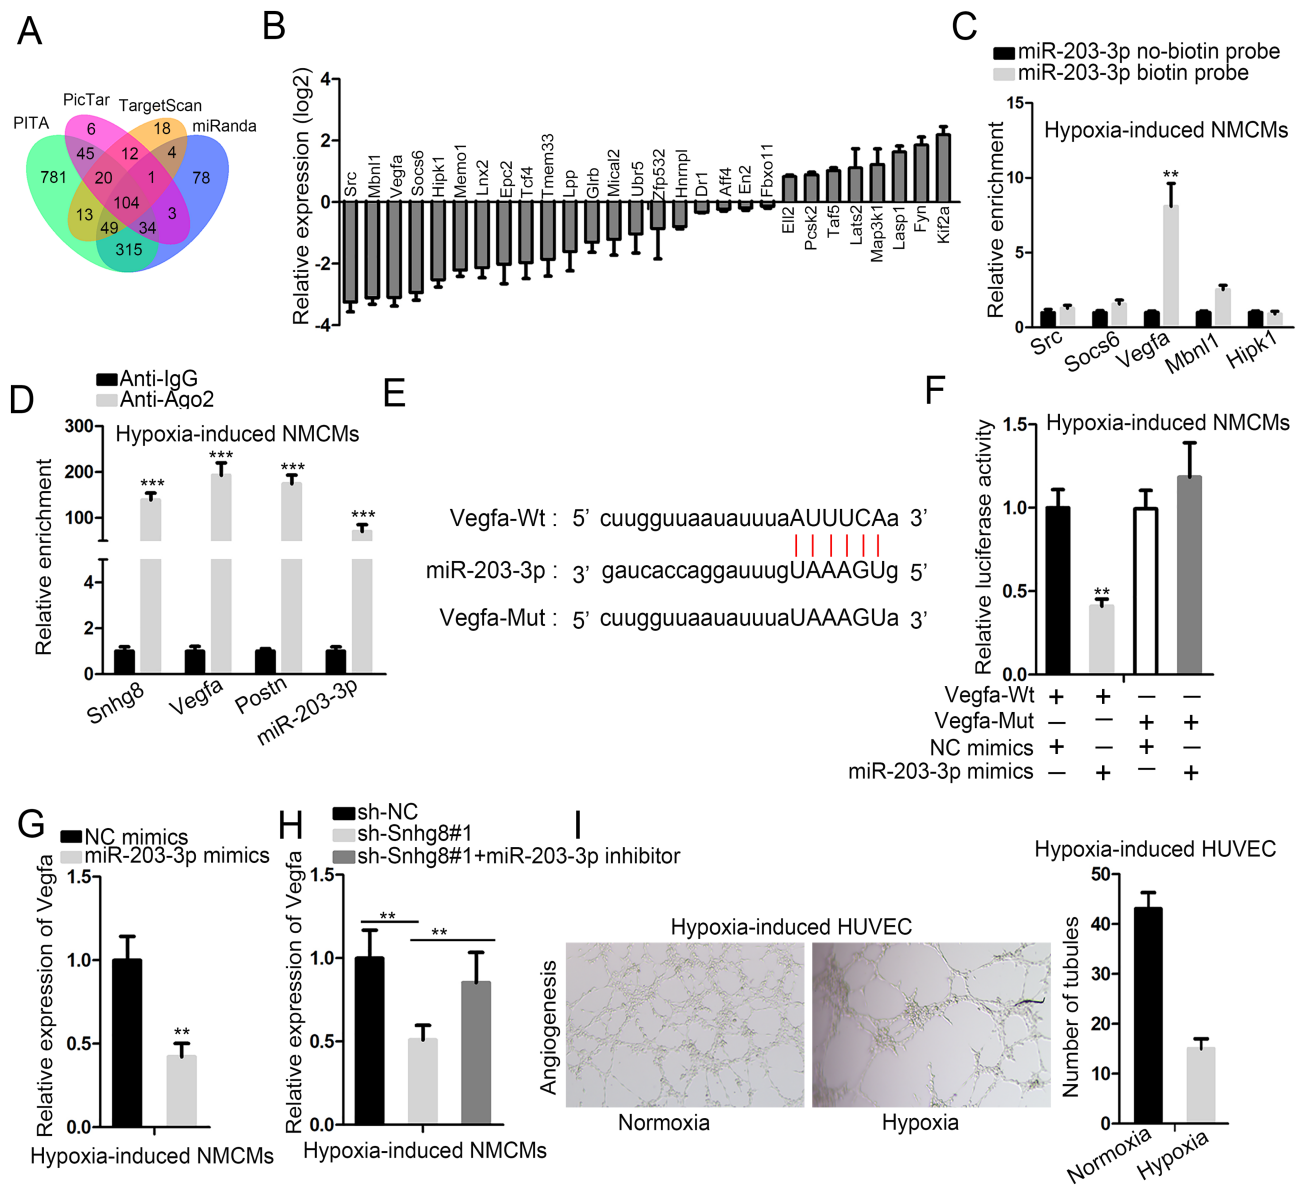 A
PicTar
TargetScan
PITA
miRanda
6
18
45
12
4
781
20
1
78
104
13
3
49
34
315
B
Relative expression (log2)
4
2
0
-2
-4
Src
Mbnl1
Vegfa
Socs6
Hipk1
Memo1
Lnx2
Epc2
Tcf4
Tmem33
Lpp
Glrb
Mical2
Ubr5
Zfp532
Hnrnpl
Dr1
Aff4
En2
Fbxo11
Ell2
Pcsk2
Taf5
Lats2
Map3k1
Lasp1
Fyn
Kif2a
C
miR-203-3p no-biotin probe
miR-203-3p biotin probe
Hypoxia-induced NMCMs
Relative enrichment
15
10
5
0
**
Src
Socs6
Vegfa
Mbnl1
Hipk1
D
Anti-IgG
Anti-Ago2
Hypoxia-induced NMCMs
Relative enrichment
300
200
100
4
2
0
***
***
***
***
Snhg8
Vegfa
Postn
miR-203-3p
E
Vegfa-Wt : 5’ cuugguuaauauuuaAUUUCAa 3’
miR-203-3p : 3’ gaucaccaggauuugUAAAGUg 5’
Vegfa-Mut : 5’ cuugguuaauauuuaUAAAGUa 3’
F
Hypoxia-induced NMCMs
Relative luciferase activity
1.5
1.0
0.5
0.0
**
Vegfa-Wt + + — —
Vegfa-Mut — — + +
NC mimics + — + —
miR-203-3p mimics — + — +
G
NC mimics
miR-203-3p mimics
Relative expression of Vegfa
1.5
1.0
0.5
0.0
**
Hypoxia-induced NMCMs
H
sh-NC
sh-Snhg8#1
sh-Snhg8#1+miR-203-3p inhibitor
Relative expression of Vegfa
1.5
1.0
0.5
0.0
**
**
Hypoxia-induced NMCMs
I
Hypoxia-induced HUVEC
Angiogenesis
Normoxia
Hypoxia
Hypoxia-induced HUVEC
Number of tubules
50
40
30
20
10
0
Normoxia
Hypoxia